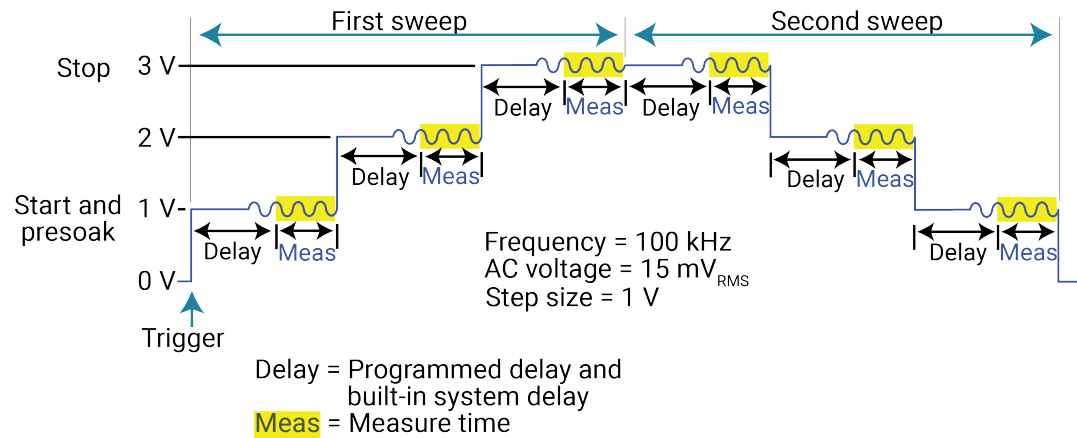 First sweep
Second sweep
Stop
3 V
Delay
Meas
Delay
Meas
2 V
Delay
Meas
Delay
Meas
Start and
presoak
1 V
Delay
Meas
Delay
Meas
Frequency = 100 kHz
AC voltage = 15 mVRMS
Step size = 1 V
0 V
Trigger
Delay = Programmed delay and
built-in system delay
Meas = Measure time